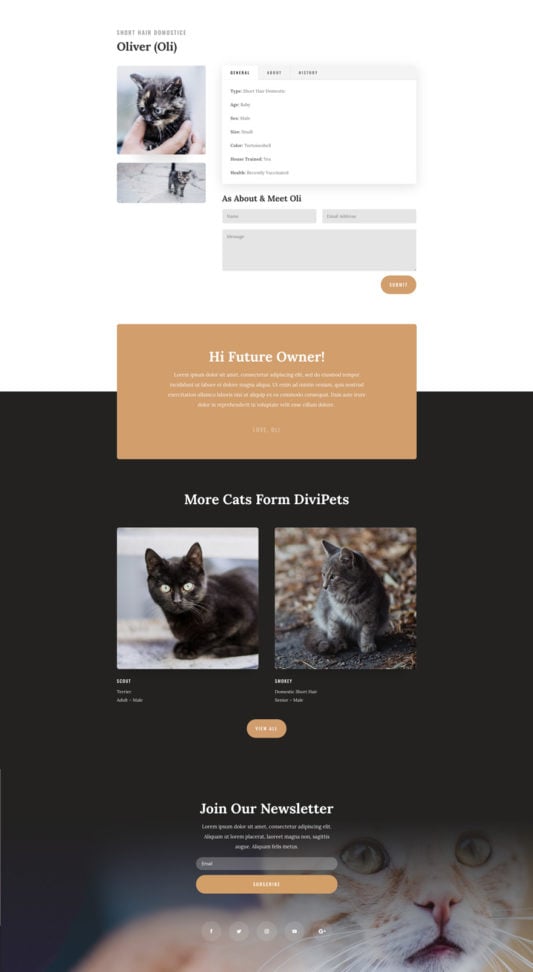 SHORT HAIR DOMOSTICE
Oliver (Oli)
GENERAL ABOUT HISTORY
Type: Short Hair Domestic
Age: Baby
Sex: Male
Size: Small
Color: Tortoiseshell
House Trained: Yes
Health: Recently Vaccinated
As About & Meet Oli
Name Email Address
Message
SUBMIT
Hi Future Owner!
Lorem ipsum dolor sit amet, consectetur adipiscing elit, sed do eiusmod tempor
incididunt ut labore et dolore magna aliqua. Ut enim ad minim veniam, quis nostrud
exercitation ullamco laboris nisi ut aliquip ex ea commodo consequat. Duis aute irure
dolor in reprehenderit in voluptate velit esse cillum dolore.
LOVE, OLI
More Cats Form DiviPets
SCOUT
Terrier
Adult – Male
SMOKEY
Domestic Short Hair
Senior – Male
VIEW ALL
Join Our Newsletter
Lorem ipsum dolor sit amet, consectetur adipiscing elit.
Aliquam ut lorem placerat, laoreet magna non, sagittis
augue. Aliquam felis metus.
Email
SUBSCRIBE